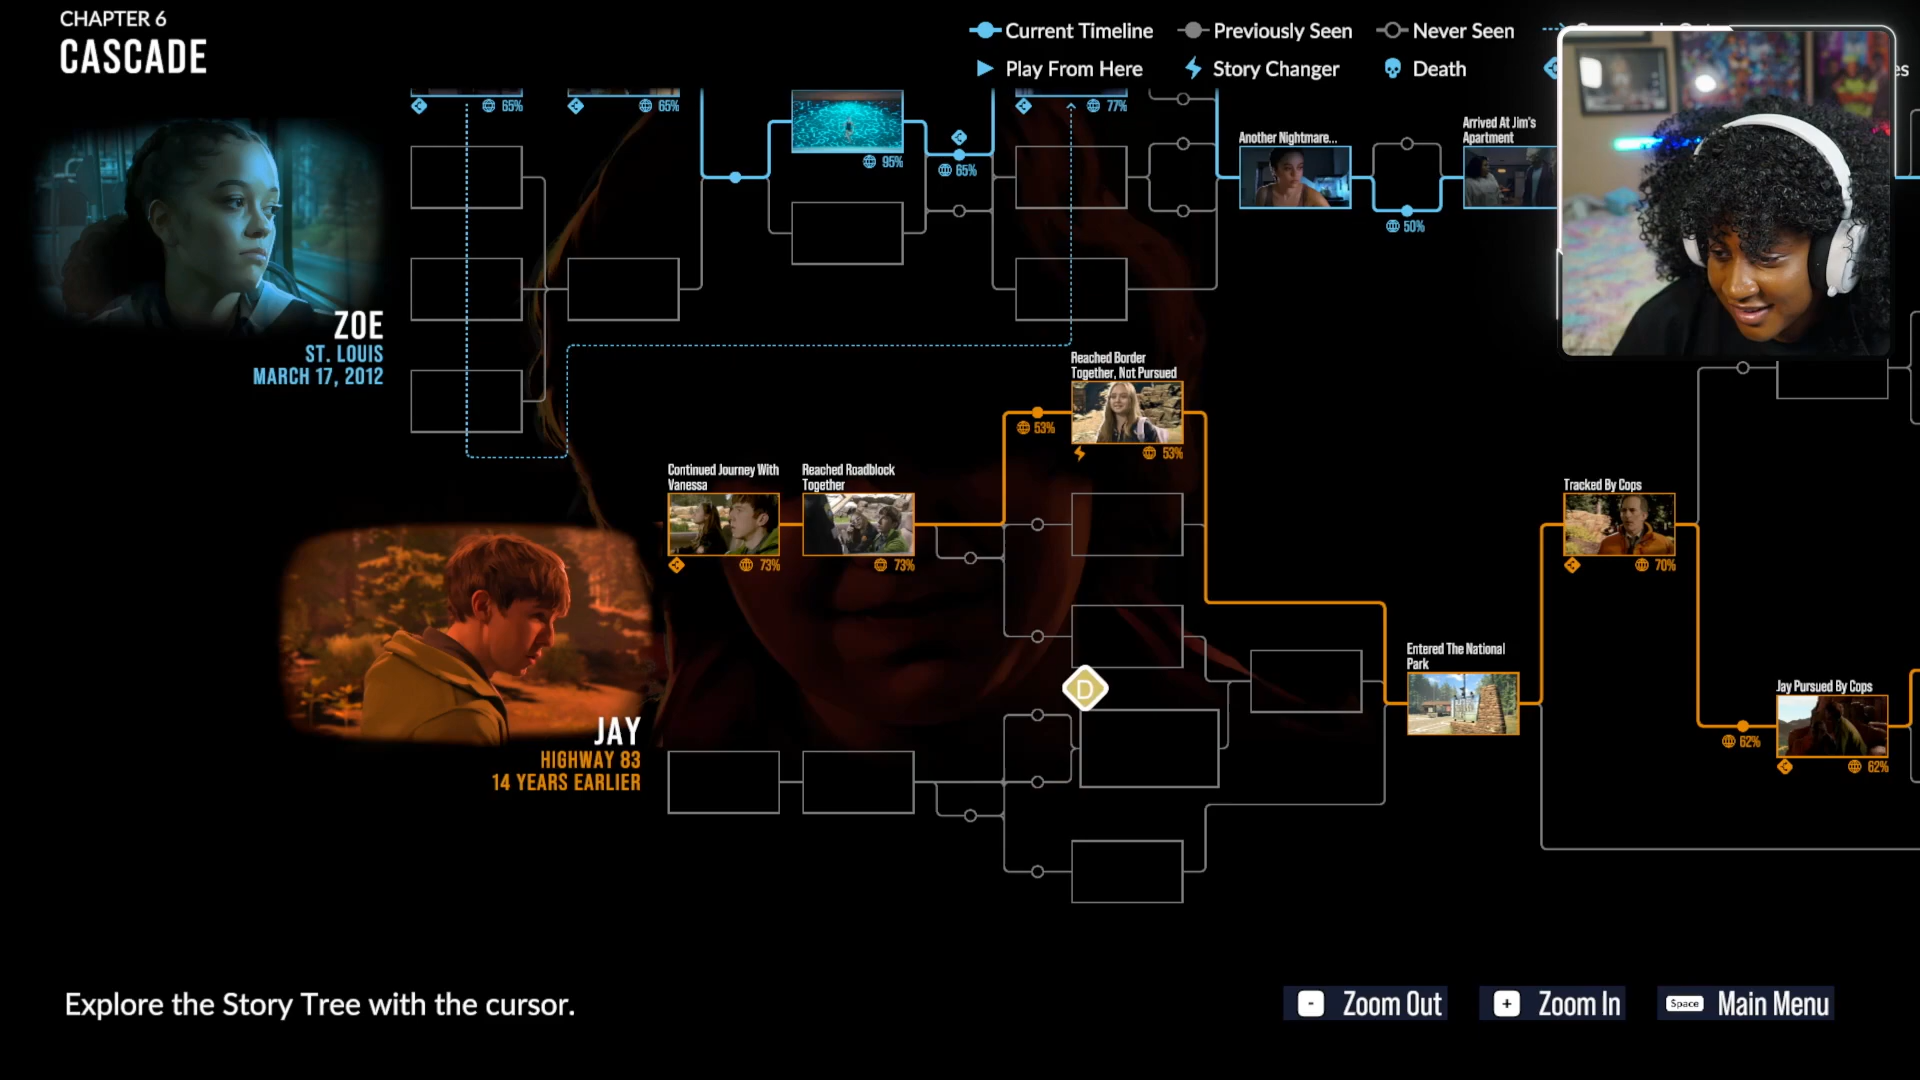 CHAPTER 6
CASCADE
Current Timeline
Previously Seen
Never Seen
Play From Here
Story Changer
Death
es
65%
65%
95%
65%
77%
Another Nightmare...
50%
Arrived At Jim's
Apartment
ZOE
ST. LOUIS
MARCH 17, 2012
Reached Border
Together, Not Pursued
53%
53%
Continued Journey With
Vanessa
73%
Reached Roadblock
Together
73%
Tracked By Cops
70%
Entered The National
Park
Jay Pursued By Cops
62%
62%
D
JAY
HIGHWAY 83
14 YEARS EARLIER
Explore the Story Tree with the cursor.
- Zoom Out
+ Zoom In
Space Main Menu